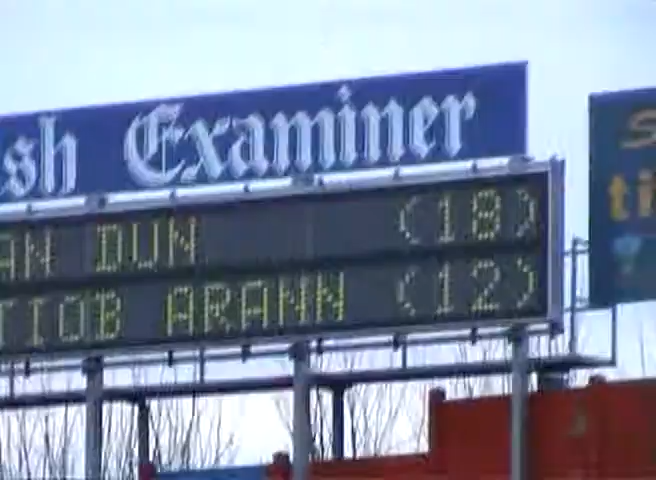 sh Examiner
AN DUN (18)
TIOB ARANN (12)
S
ti